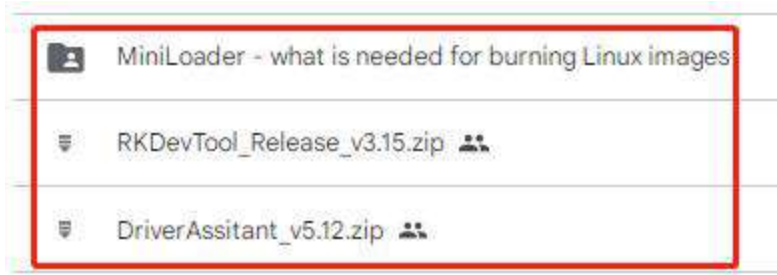 MiniLoader - what is needed for burning Linux images
RKDevTool_Release_v3.15.zip
DriverAssitant_v5.12.zip